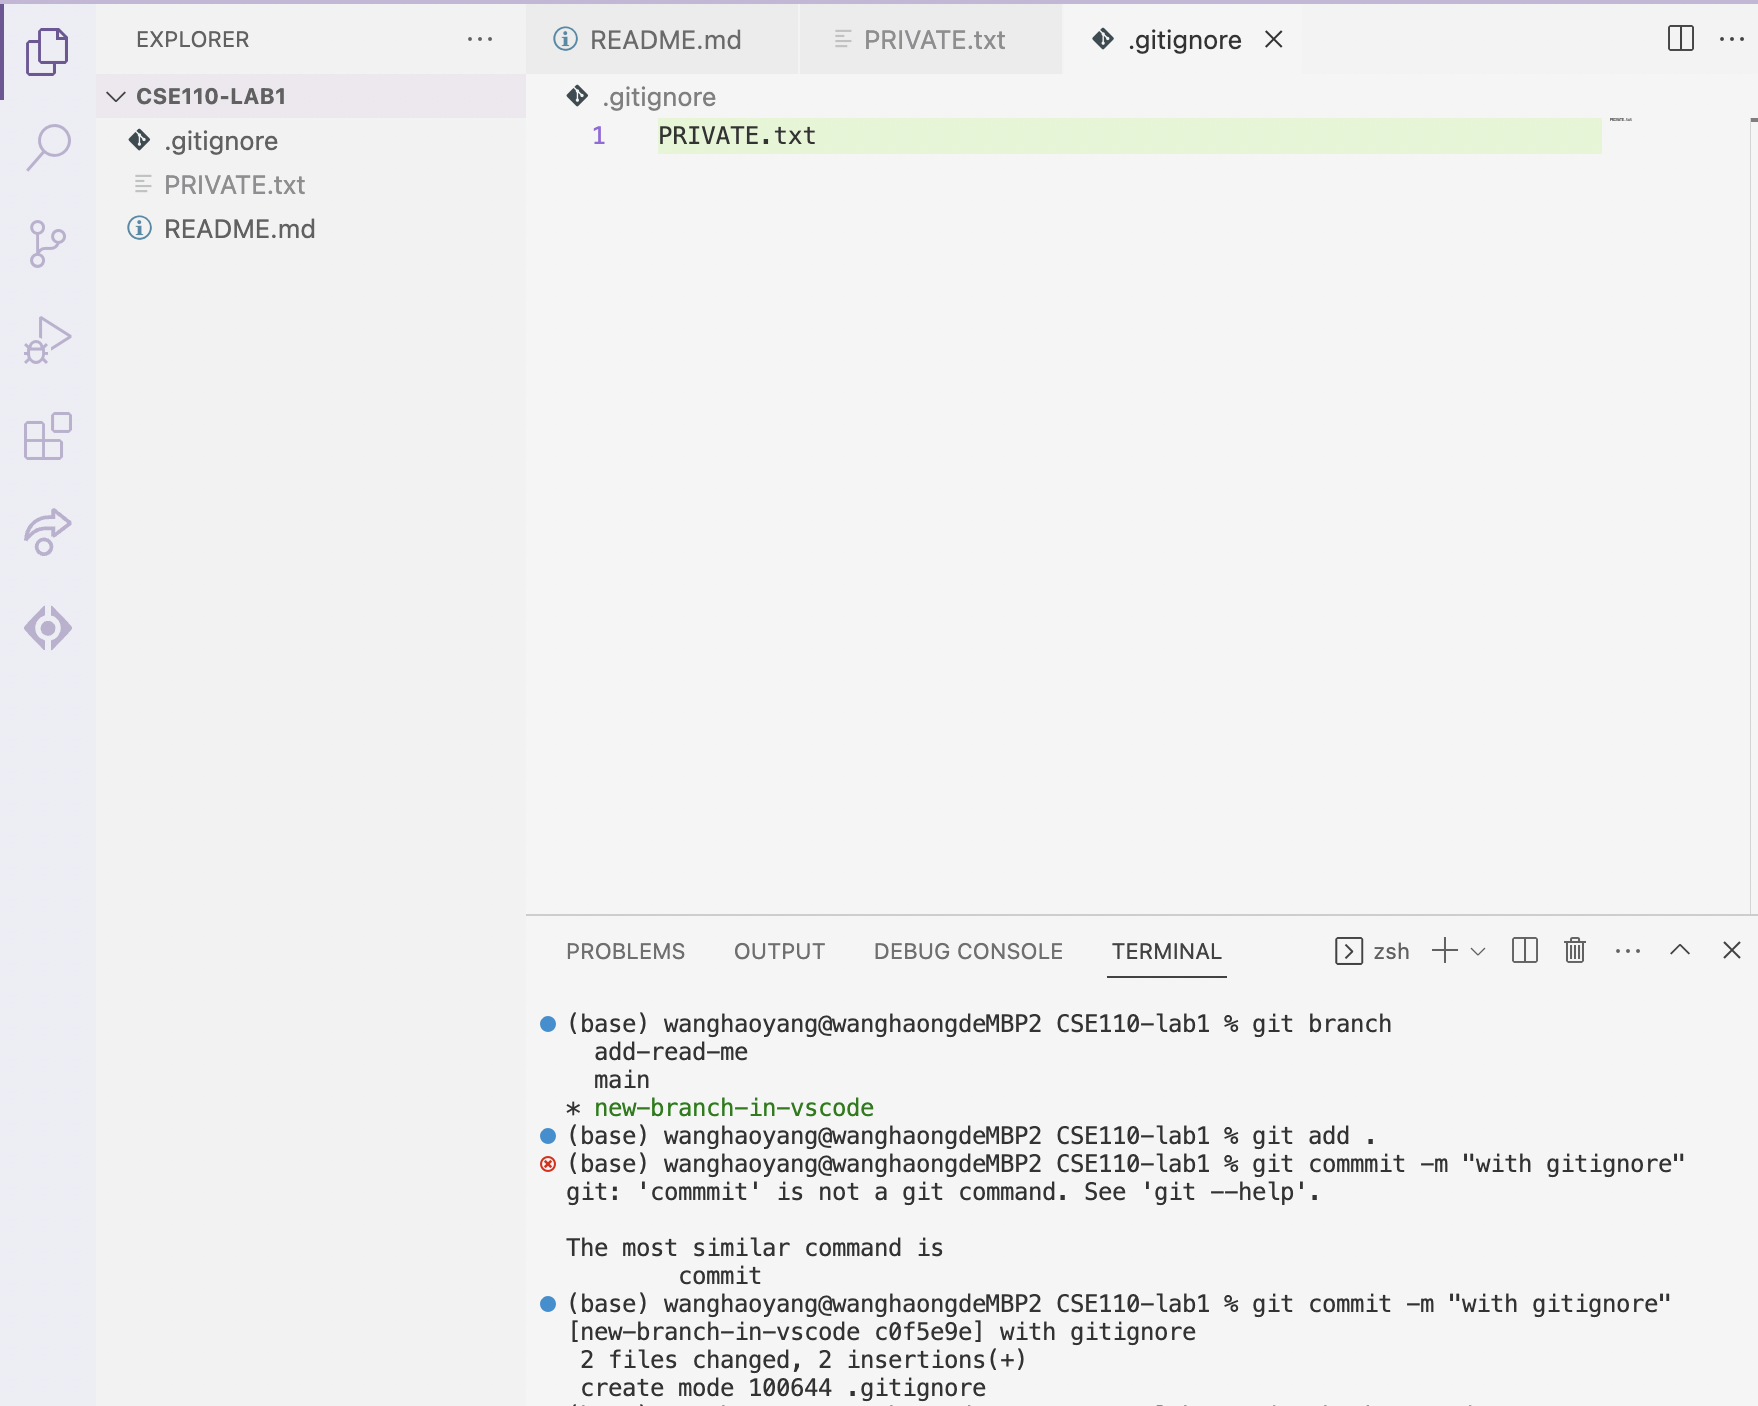 EXPLORER
CSE110-LAB1
.gitignore
PRIVATE.txt
README.md
README.md
PRIVATE.txt
.gitignore
.gitignore
1 PRIVATE.txt
PROBLEMS
OUTPUT
DEBUG CONSOLE
TERMINAL
zsh
(base) wanghaoyang@wanghaongdeMBP2 CSE110-lab1 % git branch
add-read-me
main
* new-branch-in-vscode
(base) wanghaoyang@wanghaongdeMBP2 CSE110-lab1 % git add .
(base) wanghaoyang@wanghaongdeMBP2 CSE110-lab1 % git commmit -m "with gitignore"
git: 'commmit' is not a git command. See 'git --help'.
The most similar command is
commit
(base) wanghaoyang@wanghaongdeMBP2 CSE110-lab1 % git commit -m "with gitignore"
[new-branch-in-vscode c0f5e9e] with gitignore
2 files changed, 2 insertions(+)
create mode 100644 .gitignore